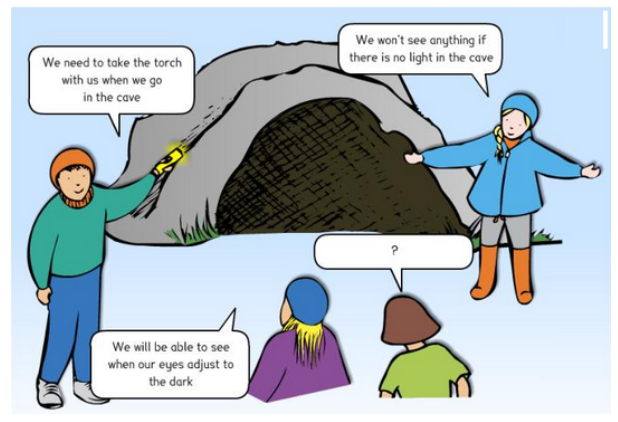 We need to take the torch
with us when we go
in the cave
We won't see anything if
there is no light in the cave
?
We will be able to see
when our eyes adjust to
the dark